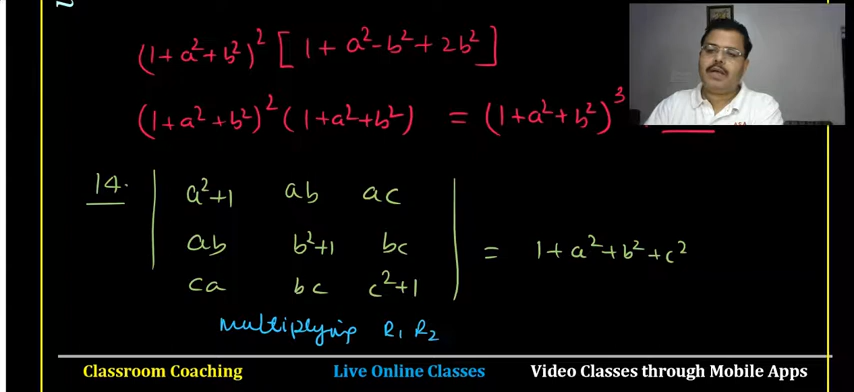 (1+a²+b²)² [1+a²-b²+2b²]
(1+a²+b²)² (1+a²+b²) = (1+a²+b²)³
14. | a²+1 ab ac |
| ab b²+1 bc | = 1+a²+b²+c²
| ca bc c²+1 |
multiplying R₁ R₂
Classroom Coaching Live Online Classes Video Classes through Mobile Apps